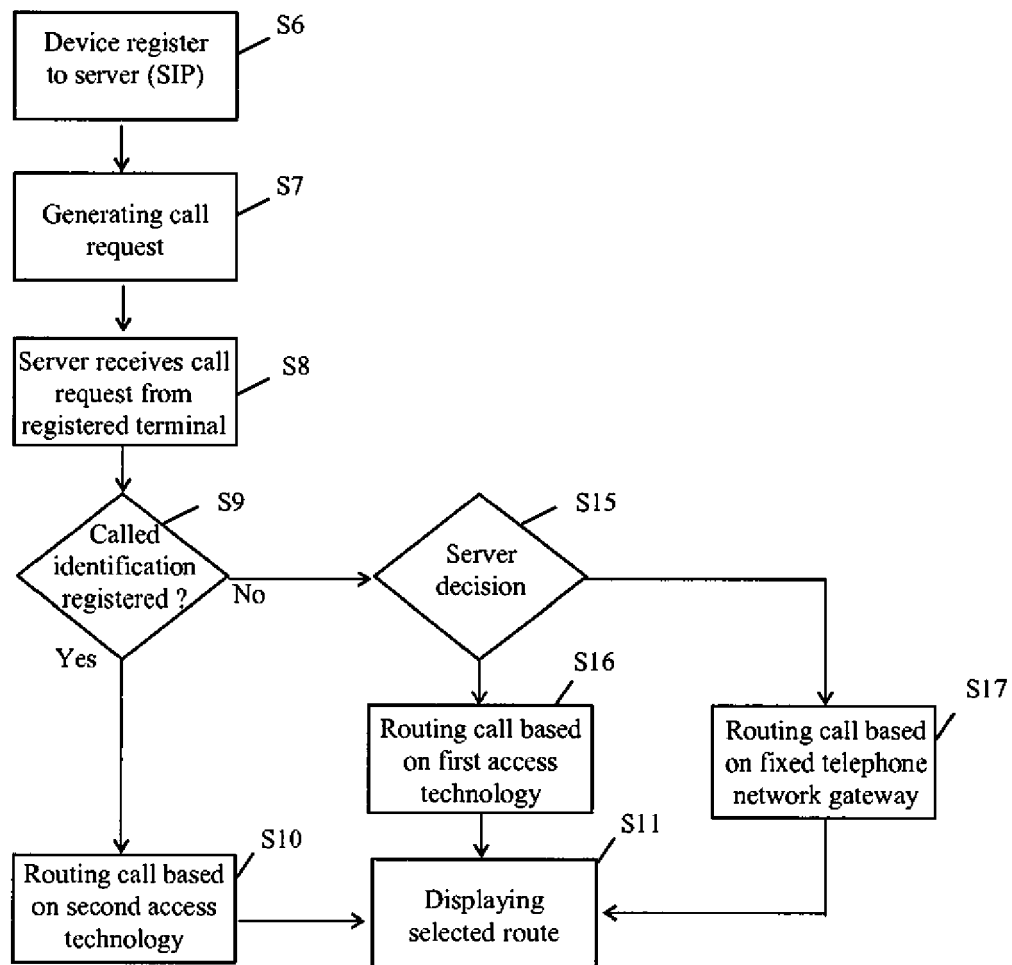 Device register
to server (SIP)
S6
Generating call
request
S7
Server receives call
request from
registered terminal
S8
Called
identification
registered ?
S9
No
Yes
Server
decision
S15
Routing call based
on first access
technology
S16
Routing call based
on fixed telephone
network gateway
S17
Routing call based
on second access
technology
S10
Displaying
selected route
S11